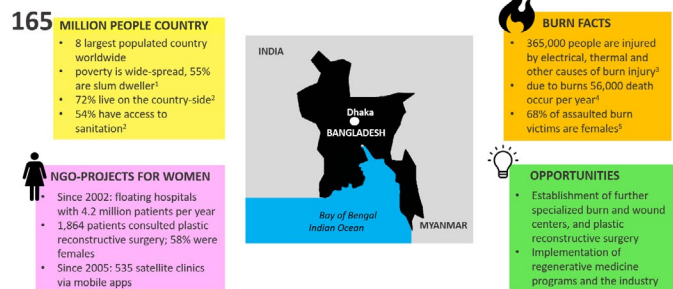 165 MILLION PEOPLE COUNTRY
• 8 largest populated country
worldwide
• poverty is wide-spread, 55%
are slum dweller¹
• 72% live on the country-side²
• 54% have access to
sanitation²
NGO-PROJECTS FOR WOMEN
• Since 2002: floating hospitals
with 4.2 million patients per year
• 1,864 patients consulted plastic
reconstructive surgery; 58% were
females
• Since 2005: 535 satellite clinics
via mobile apps
INDIA
Dhaka
BANGLADESH
Bay of Bengal
Indian Ocean
MYANMAR
BURN FACTS
• 365,000 people are injured
by electrical, thermal and
other causes of burn injury³
• due to burns 56,000 death
occur per year⁴
• 68% of assaulted burn
victims are females⁵
OPPORTUNITIES
• Establishment of further
specialized burn and wound
centers, and plastic
reconstructive surgery
• Implementation of
regenerative medicine
programs and the industry